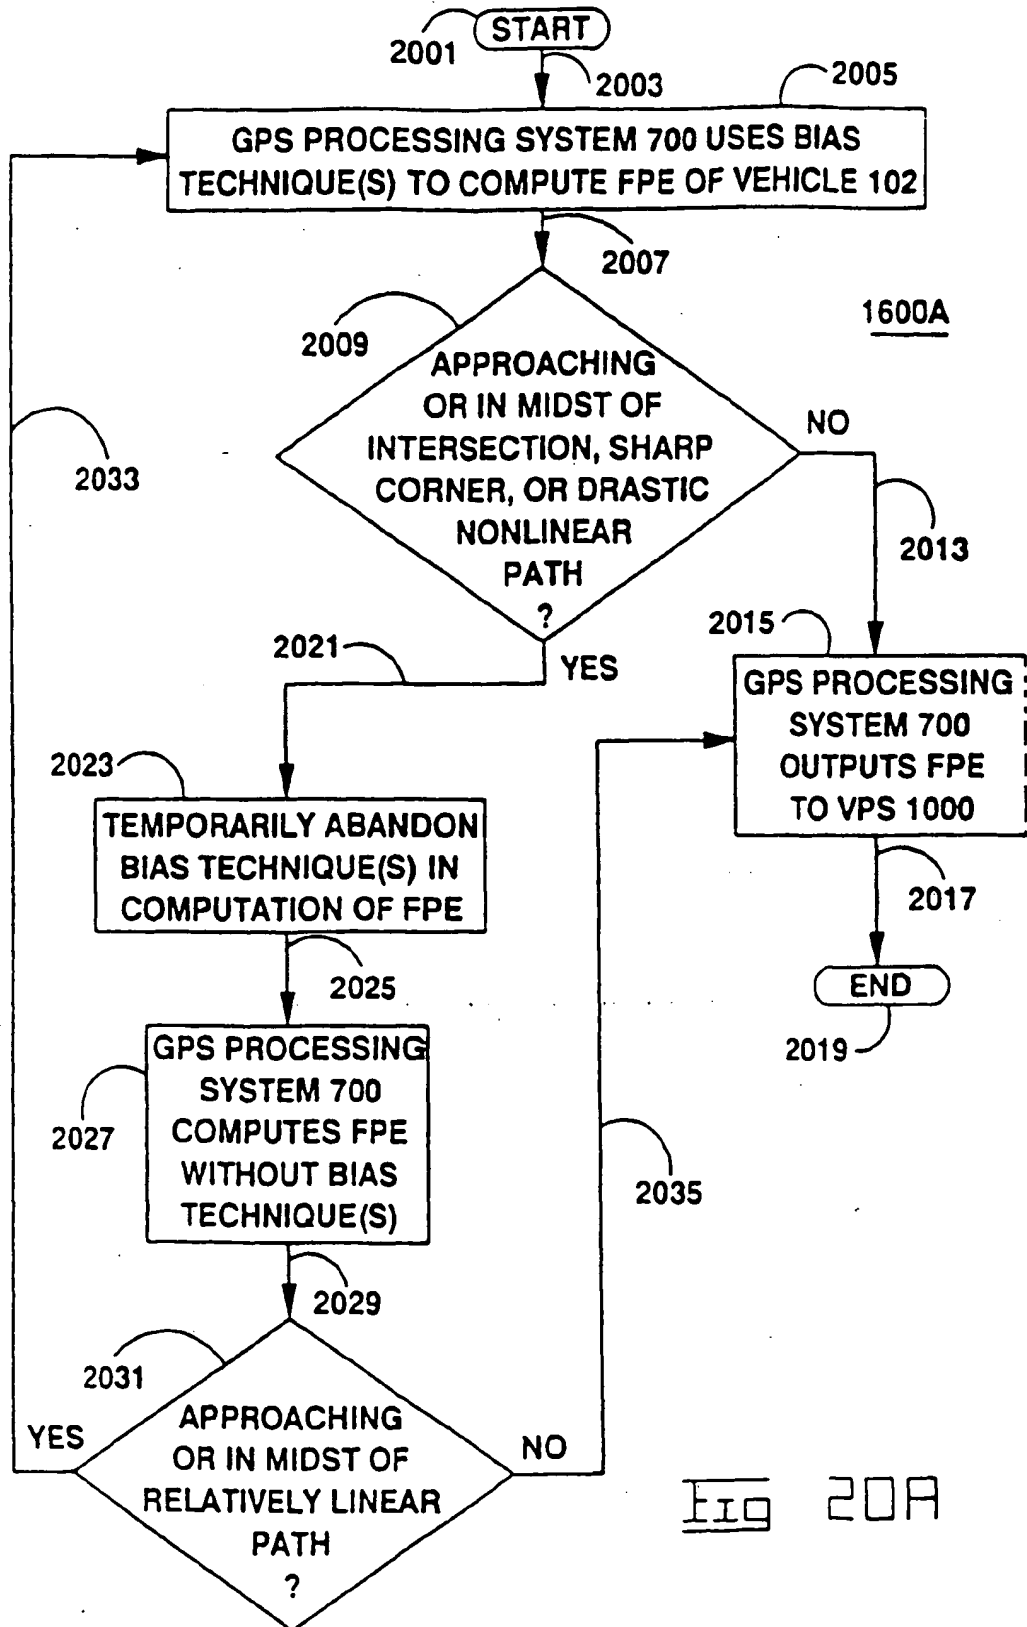 START
2001
2003
2005
GPS PROCESSING SYSTEM 700 USES BIAS
TECHNIQUE(S) TO COMPUTE FPE OF VEHICLE 102
2007
1600A
2009
APPROACHING
OR IN MIDST OF
INTERSECTION, SHARP
CORNER, OR DRASTIC
NONLINEAR
PATH
?
NO
2033
2013
2015
2021
YES
GPS PROCESSING
SYSTEM 700
OUTPUTS FPE
TO VPS 1000
2023
TEMPORARILY ABANDON
BIAS TECHNIQUE(S) IN
COMPUTATION OF FPE
2017
2025
END
2019
GPS PROCESSING
SYSTEM 700
COMPUTES FPE
WITHOUT BIAS
TECHNIQUE(S)
2027
2035
2029
2031
APPROACHING
OR IN MIDST OF
RELATIVELY LINEAR
PATH
?
YES
NO
Fig 20A